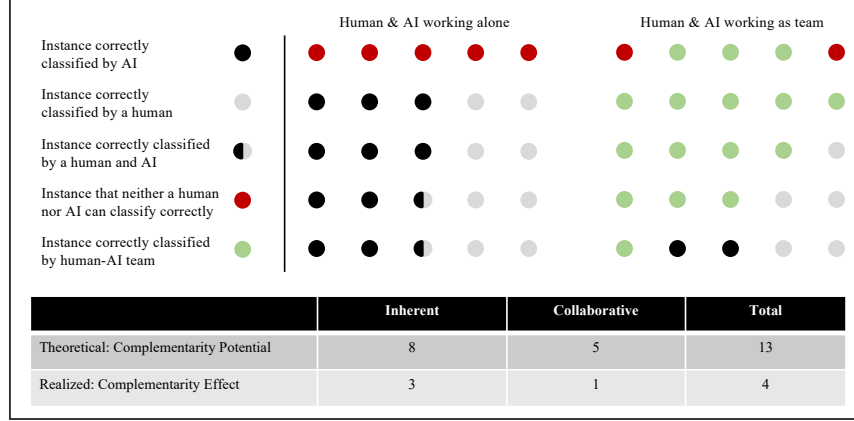 Human & AI working alone
Human & AI working as team
Instance correctly
classified by AI
Instance correctly
classified by a human
Instance correctly classified
by a human and AI
Instance that neither a human
nor AI can classify correctly
Instance correctly classified
by human-AI team
Inherent Collaborative Total
Theoretical: Complementarity Potential 8 5 13
Realized: Complementarity Effect 3 1 4